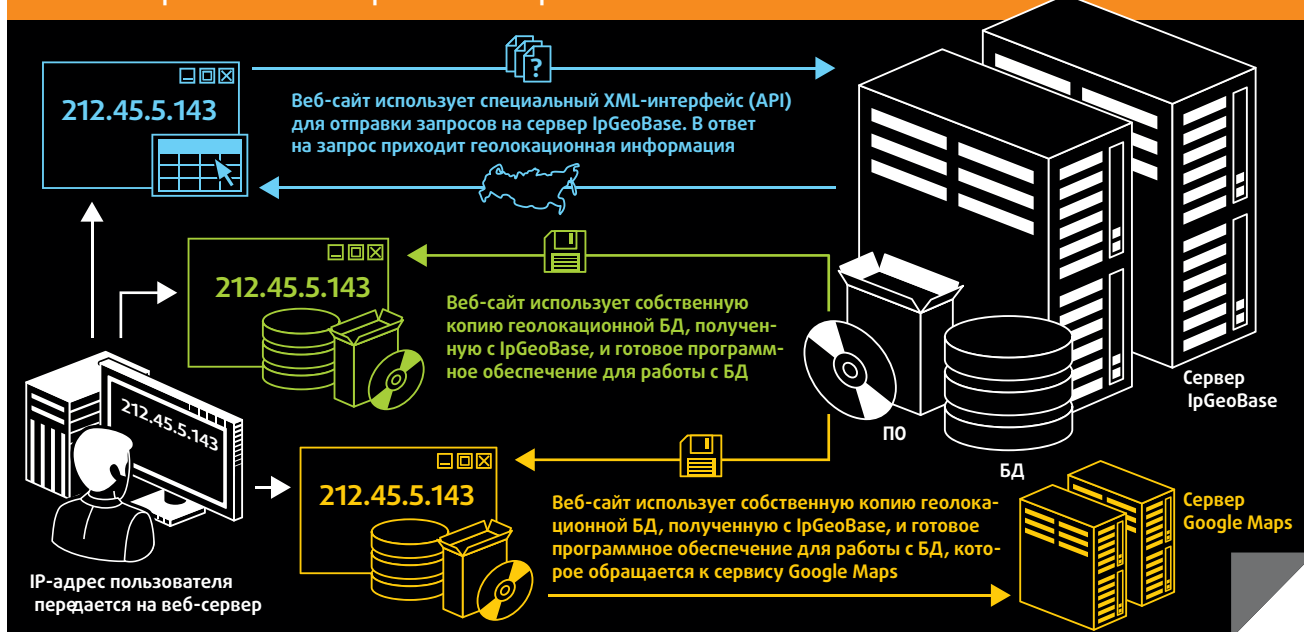 212.45.5.143
?
Веб-сайт использует специальный XML-интерфейс (API)
для отправки запросов на сервер IpGeoBase. В ответ
на запрос приходит геолокационная информация
212.45.5.143
Веб-сайт использует собственную
копию геолокационной БД, получен-
ную с IpGeoBase, и готовое программ-
ное обеспечение для работы с БД
Сервер
IpGeoBase
ПО
БД
212.45.5.143
IP-адрес пользователя
передается на веб-сервер
212.45.5.143
Веб-сайт использует собственную копию геолока-
ционной БД, полученную с IpGeoBase, и готовое
программное обеспечение для работы с БД, кото-
рое обращается к сервису Google Maps
Сервер
Google Maps